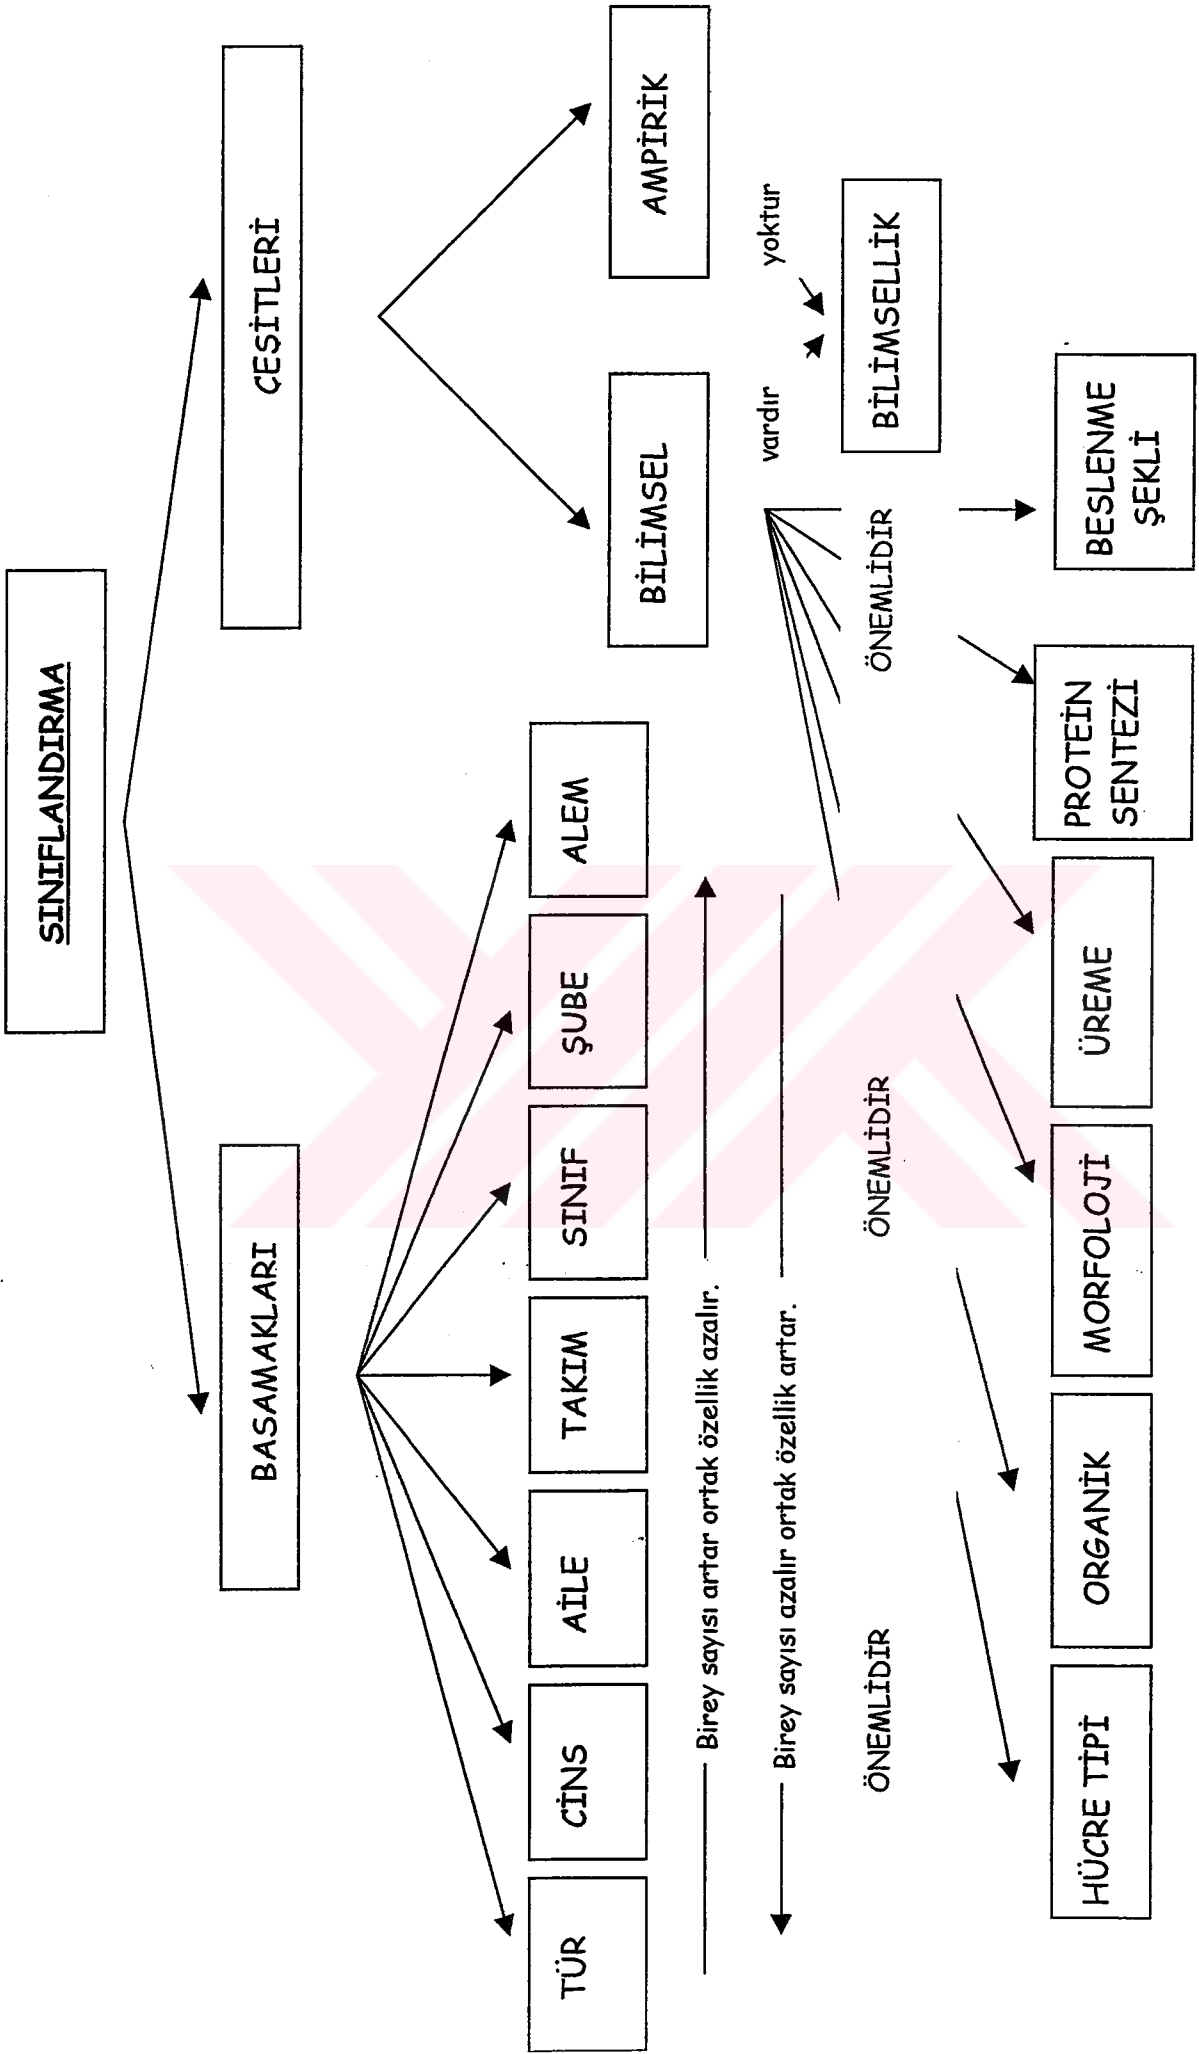 SINIFLANDIRMA
BASAMAKLARI
ÇEŞİTLERİ
TÜR
CİNS
AİLE
TAKIM
SINIF
ŞUBE
ALEM
BİLİMSEL
AMPİRİK
Birey sayısı artar ortak özellik azalır.
Birey sayısı azalır ortak özellik artar.
vardır
yoktur
BİLİMSELLİK
ÖNEMLİDİR
ÖNEMLİDİR
ÖNEMLİDİR
HÜCRE TİPİ
ORGANİK
MORFOLOJİ
ÜREME
PROTEİN
SENTEZİ
BESLENME
ŞEKLİ